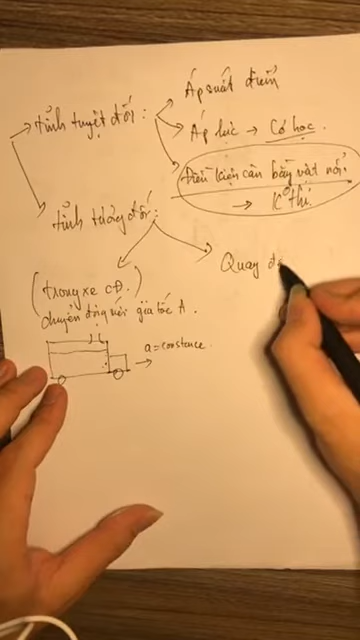 Áp suất điểm
tĩnh tuyệt đối :
Áp lực → Cơ học.
Điều kiện cân bằng vật nổi.
→ K° thi.
tĩnh tương đối :
Quay đ
(trong xe CĐ.)
chuyển động với gia tốc A.
a = constance.